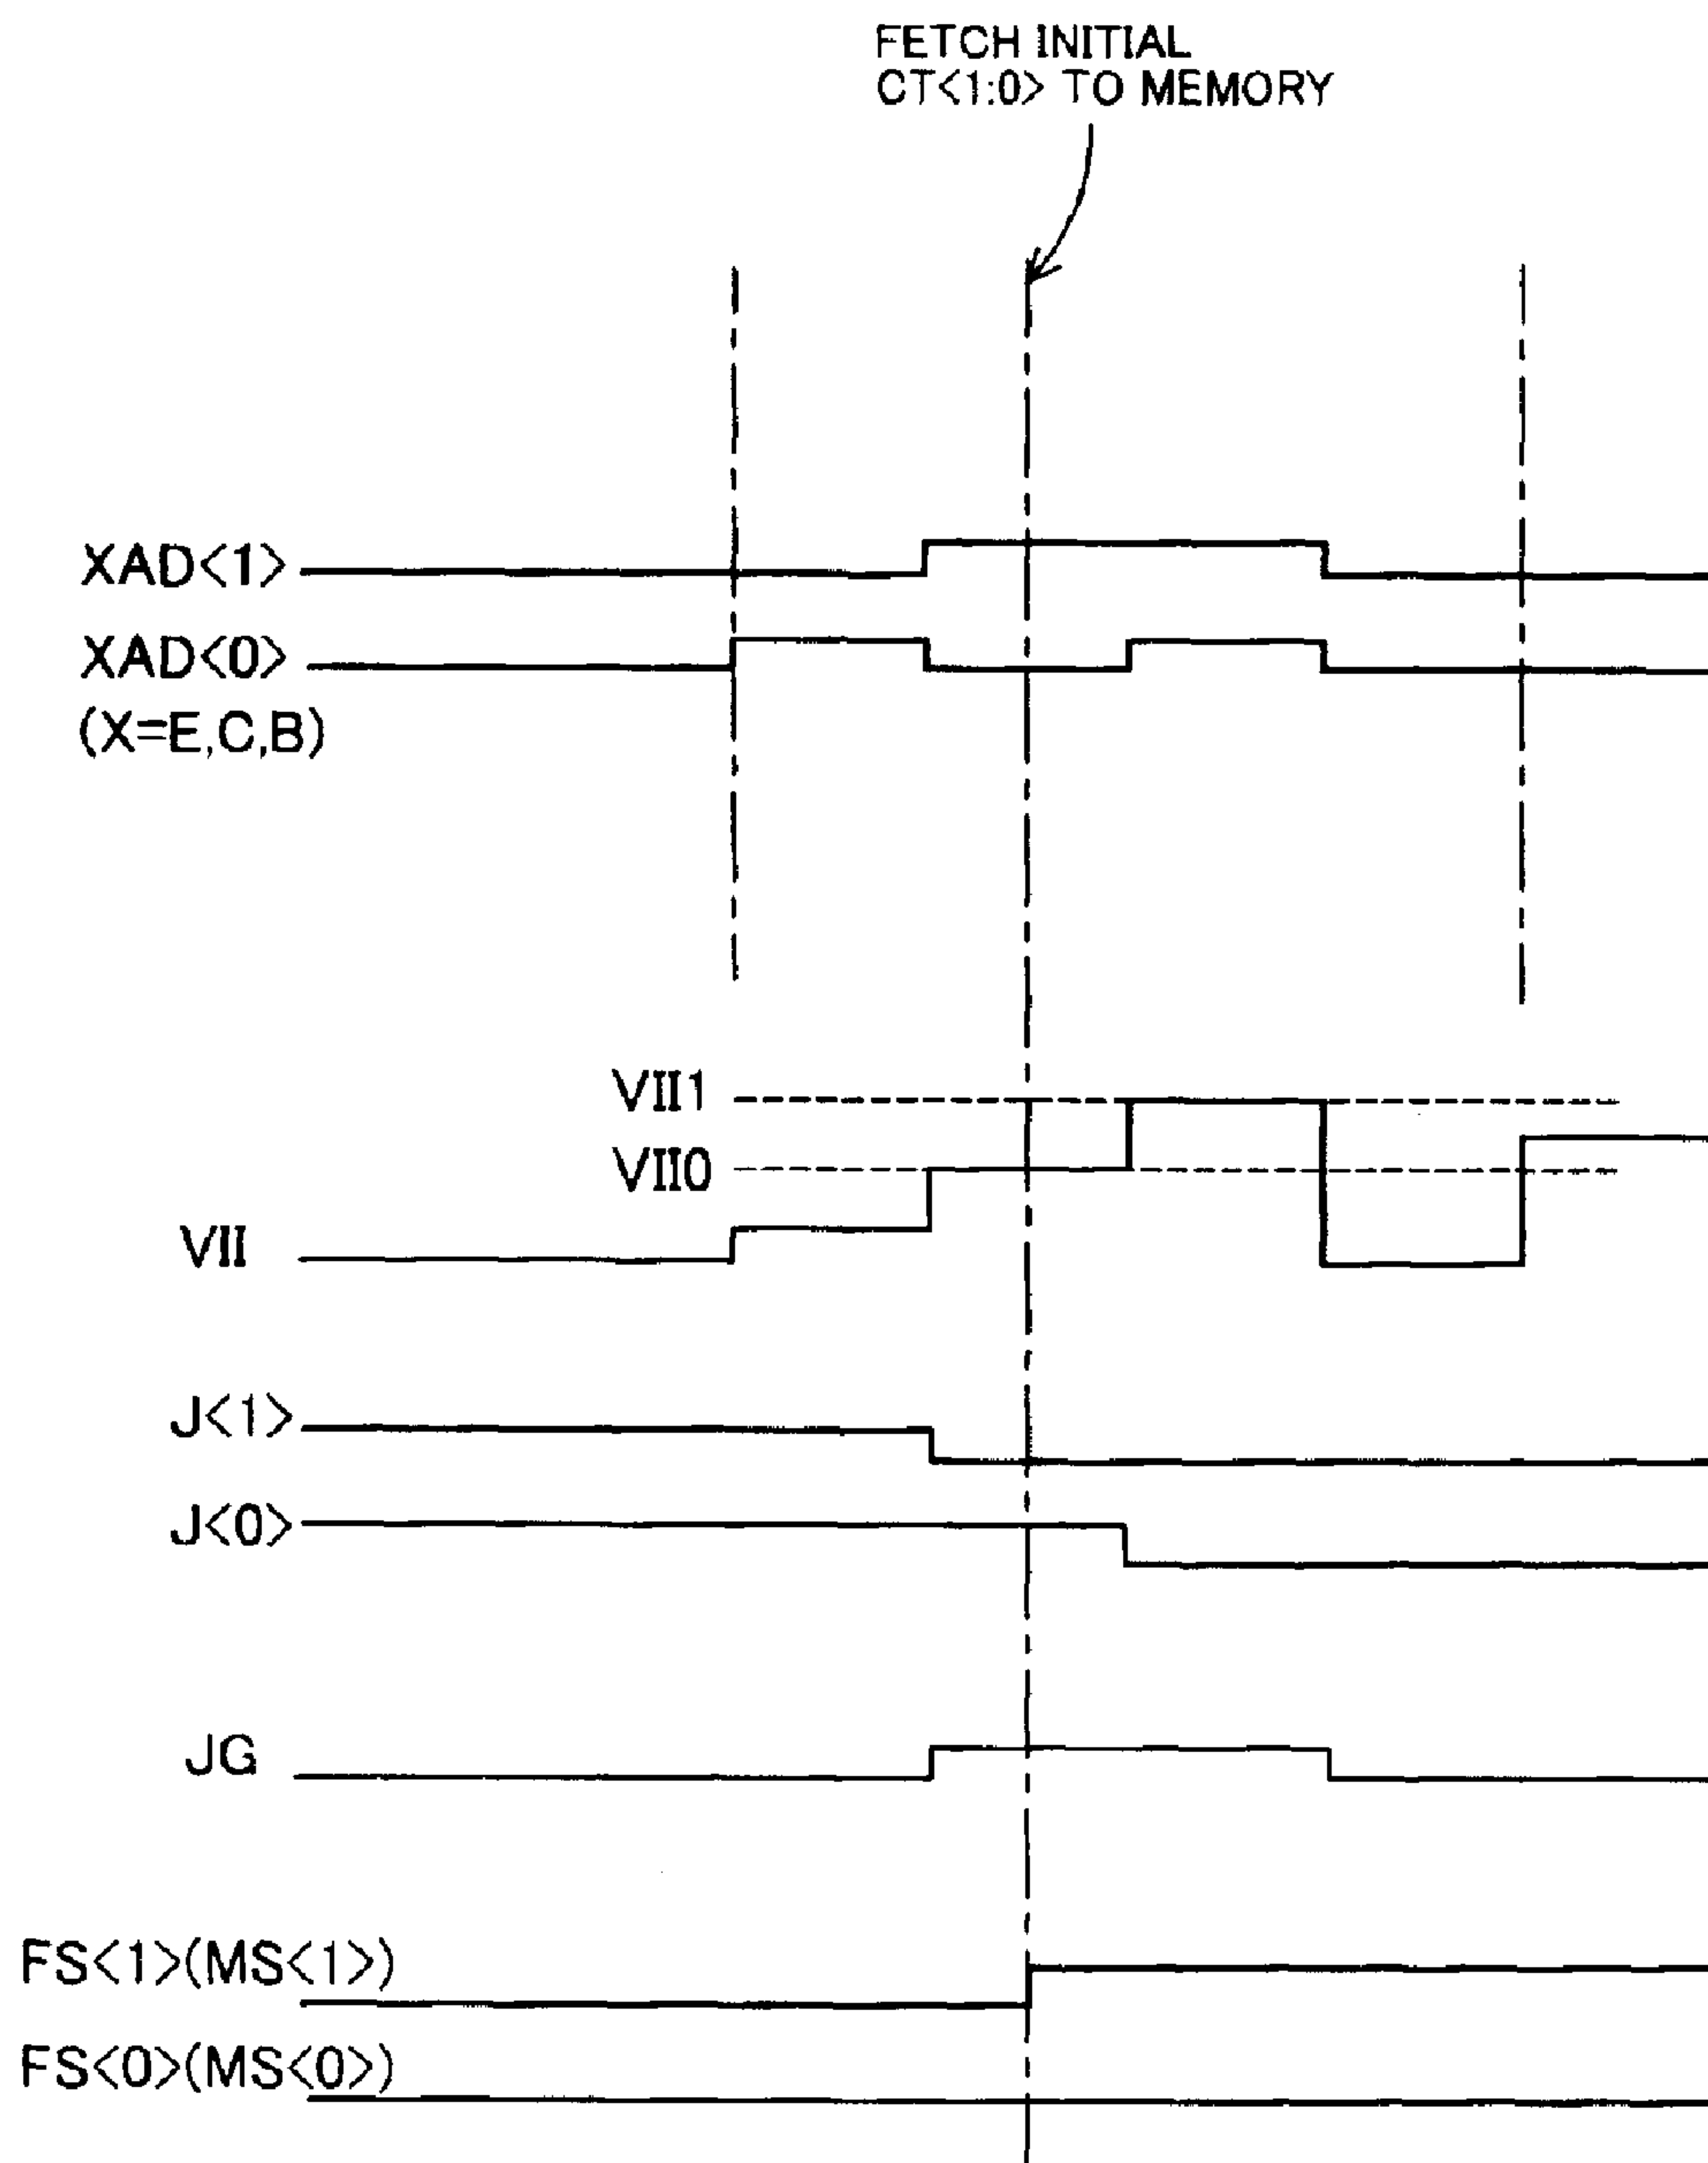 FETCH INITIAL
CT<1:0> TO MEMORY
XAD<1>
XAD<0>
(X=E,C,B)
VII1
VII0
VII
J<1>
J<0>
JG
FS<1>(MS<1>)
FS<0>(MS<0>)